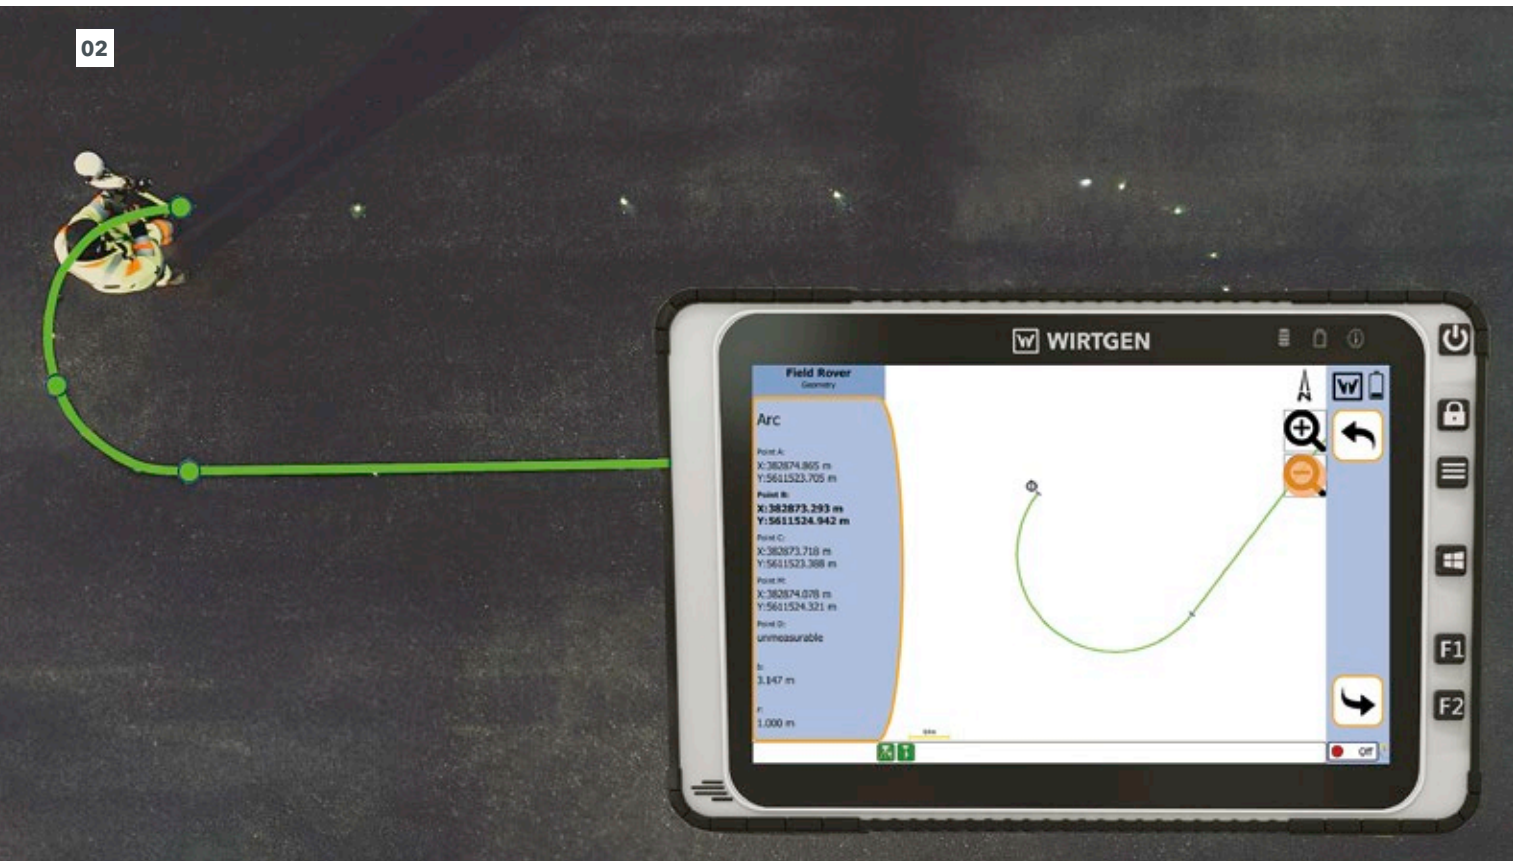 02
W WIRTGEN
Field Rover
Geometry
Arc
Point A:
X:382874.865 m
Y:5611523.705 m
Point B:
X:382873.293 m
Y:5611524.942 m
Point C:
X:382873.718 m
Y:5611523.388 m
Point M:
X:382874.078 m
Y:5611524.321 m
Point D:
unmeasurable
b:
3.147 m
r:
1.000 m
W
Off
F1
F2